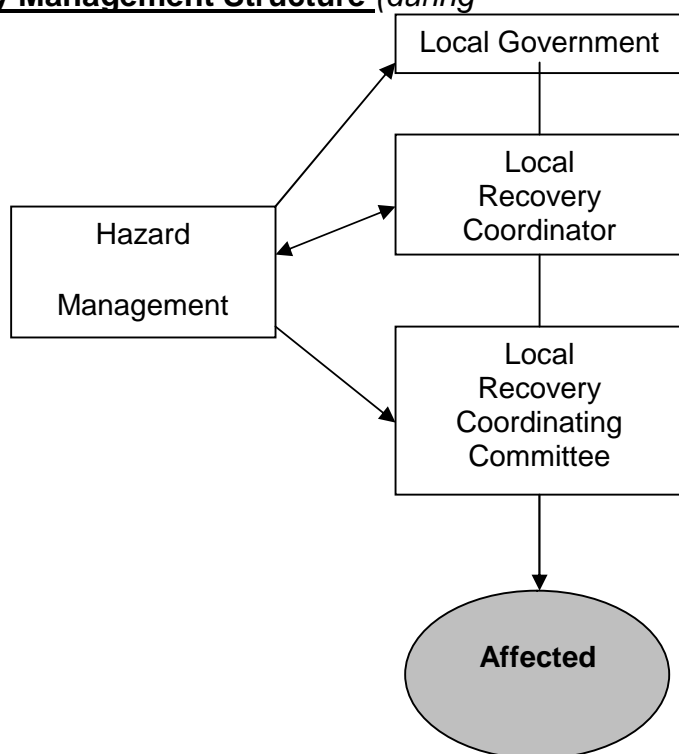 Management Structure (during
Local Government
Local
Recovery
Coordinator
Hazard
Management
Local
Recovery
Coordinating
Committee
Affected